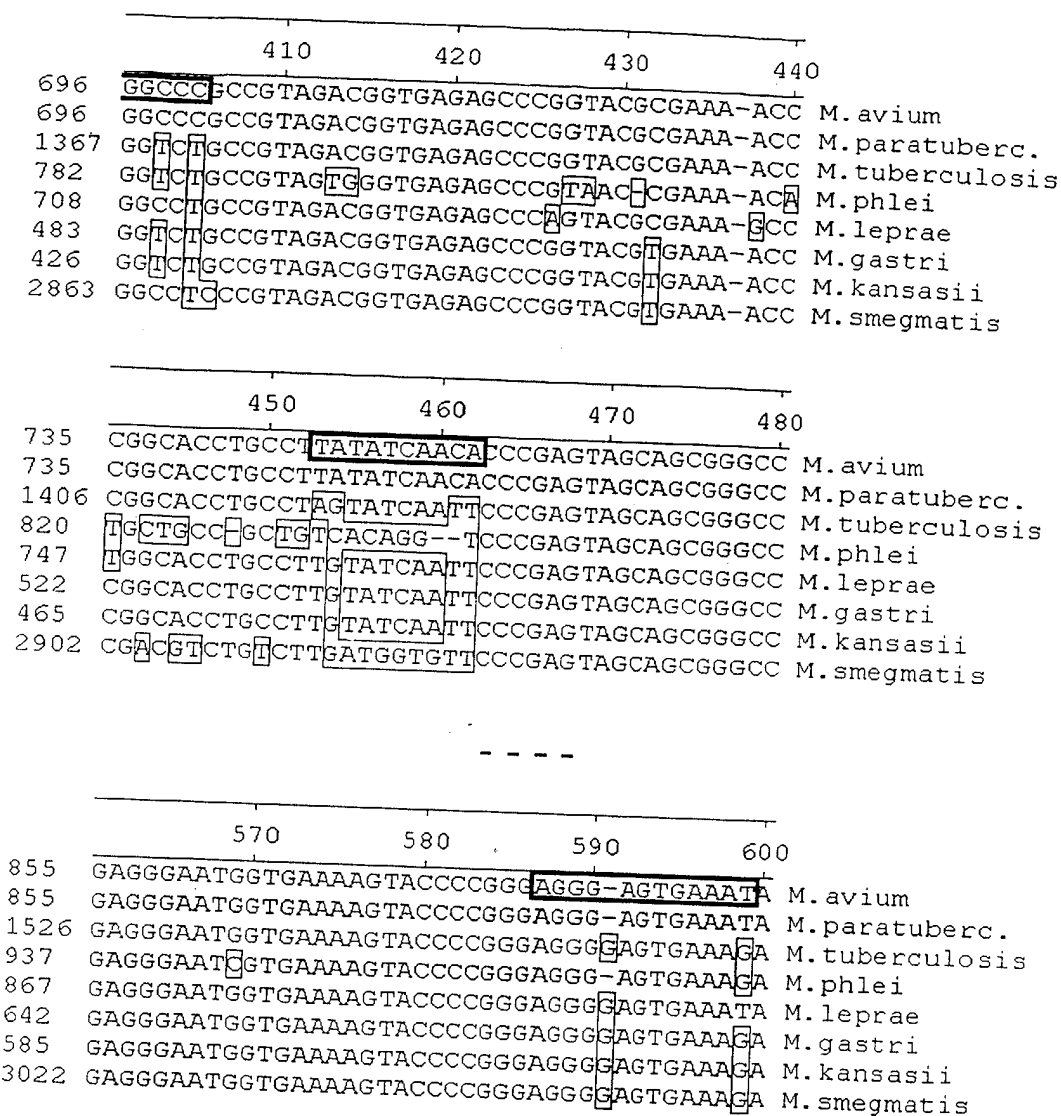 410 420 430 440
696 GGCCCGCCGTAGACGGTGAGAGCCCGGTACGCGAAA-ACC M.avium
696 GGCCCGCCGTAGACGGTGAGAGCCCGGTACGCGAAA-ACC M.paratuberc.
1367 GGTCTGCCGTAGACGGTGAGAGCCCGGTACGCGAAA-ACC M.tuberculosis
782 GGTCTGCCGTAGTGGGTGAGAGCCCGTAAC-CGAAA-ACA M.phlei
708 GGCCTGCCGTAGACGGTGAGAGCCCAGTACGCGAAA-GCC M.leprae
483 GGTCTGCCGTAGACGGTGAGAGCCCGGTACGTGAAA-ACC M.gastri
426 GGTCTGCCGTAGACGGTGAGAGCCCGGTACGTGAAA-ACC M.kansasii
2863 GGCCTCCCGTAGACGGTGAGAGCCCGGTACGTGAAA-ACC M.smegmatis
450 460 470 480
735 CGGCACCTGCCTTATATCAACACCCGAGTAGCAGCGGGCC M.avium
735 CGGCACCTGCCTTATATCAACACCCGAGTAGCAGCGGGCC M.paratuberc.
1406 CGGCACCTGCCTAGTATCAATTCCCGAGTAGCAGCGGGCC M.tuberculosis
820 TGCTGCC-GCTGTCACAGG--TCCCGAGTAGCAGCGGGCC M.phlei
747 TGGCACCTGCCTTGTATCAATTCCCGAGTAGCAGCGGGCC M.leprae
522 CGGCACCTGCCTTGTATCAATTCCCGAGTAGCAGCGGGCC M.gastri
465 CGGCACCTGCCTTGTATCAATTCCCGAGTAGCAGCGGGCC M.kansasii
2902 CGACGTCTGTCTTGATGGTGTTCCCGAGTAGCAGCGGGCC M.smegmatis
- - - -
570 580 590 600
855 GAGGGAATGGTGAAAAGTACCCCGGGAGGG-AGTGAAATA M.avium
855 GAGGGAATGGTGAAAAGTACCCCGGGAGGG-AGTGAAATA M.paratuberc.
1526 GAGGGAATGGTGAAAAGTACCCCGGGAGGGGAGTGAAAGA M.tuberculosis
937 GAGGGAATCGTGAAAAGTACCCCGGGAGGG-AGTGAAAGA M.phlei
867 GAGGGAATGGTGAAAAGTACCCCGGGAGGGGAGTGAAATA M.leprae
642 GAGGGAATGGTGAAAAGTACCCCGGGAGGGGAGTGAAAGA M.gastri
585 GAGGGAATGGTGAAAAGTACCCCGGGAGGGGAGTGAAAGA M.kansasii
3022 GAGGGAATGGTGAAAAGTACCCCGGGAGGGGAGTGAAAGA M.smegmatis